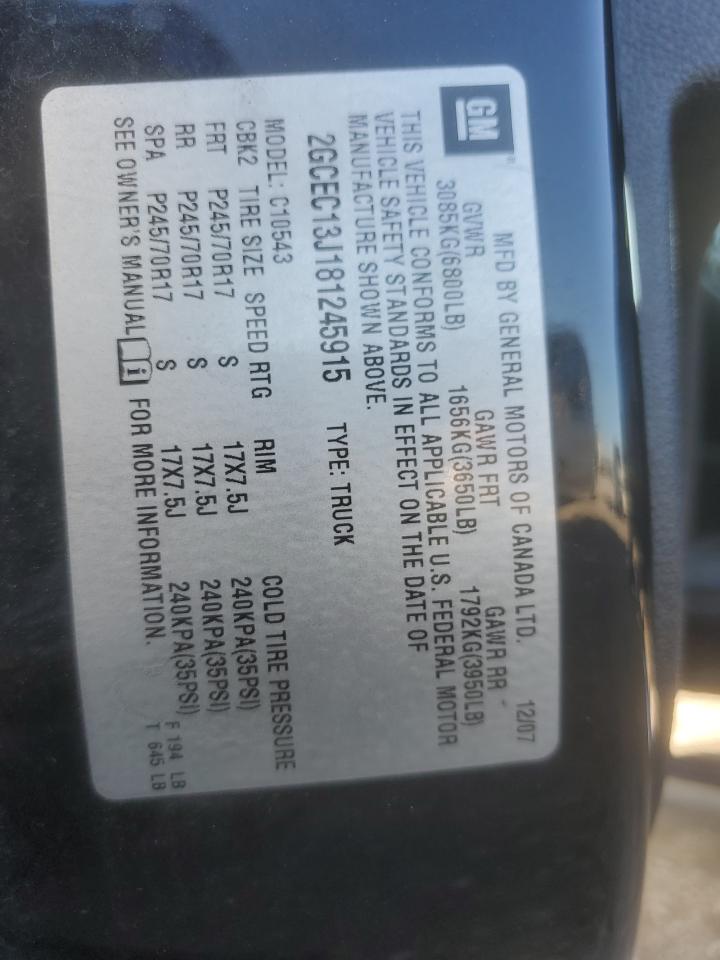 GM
MFD BY GENERAL MOTORS OF CANADA LTD. 12/07
GVWR GAWR FRT GAWR RR
3085KG(6800LB) 1656KG(3650LB) 1792KG(3950LB)
THIS VEHICLE CONFORMS TO ALL APPLICABLE U.S. FEDERAL MOTOR
VEHICLE SAFETY STANDARDS IN EFFECT ON THE DATE OF
MANUFACTURE SHOWN ABOVE.
2GCEC13J181245915 TYPE: TRUCK
MODEL: C10543
CBK2 TIRE SIZE SPEED RTG RIM COLD TIRE PRESSURE
FRT P245/70R17 S 17X7.5J 240KPA(35PSI)
RR P245/70R17 S 17X7.5J 240KPA(35PSI)
SPA P245/70R17 S 17X7.5J 240KPA(35PSI)
SEE OWNER'S MANUAL FOR MORE INFORMATION.
F 194 LB
T 645 LB